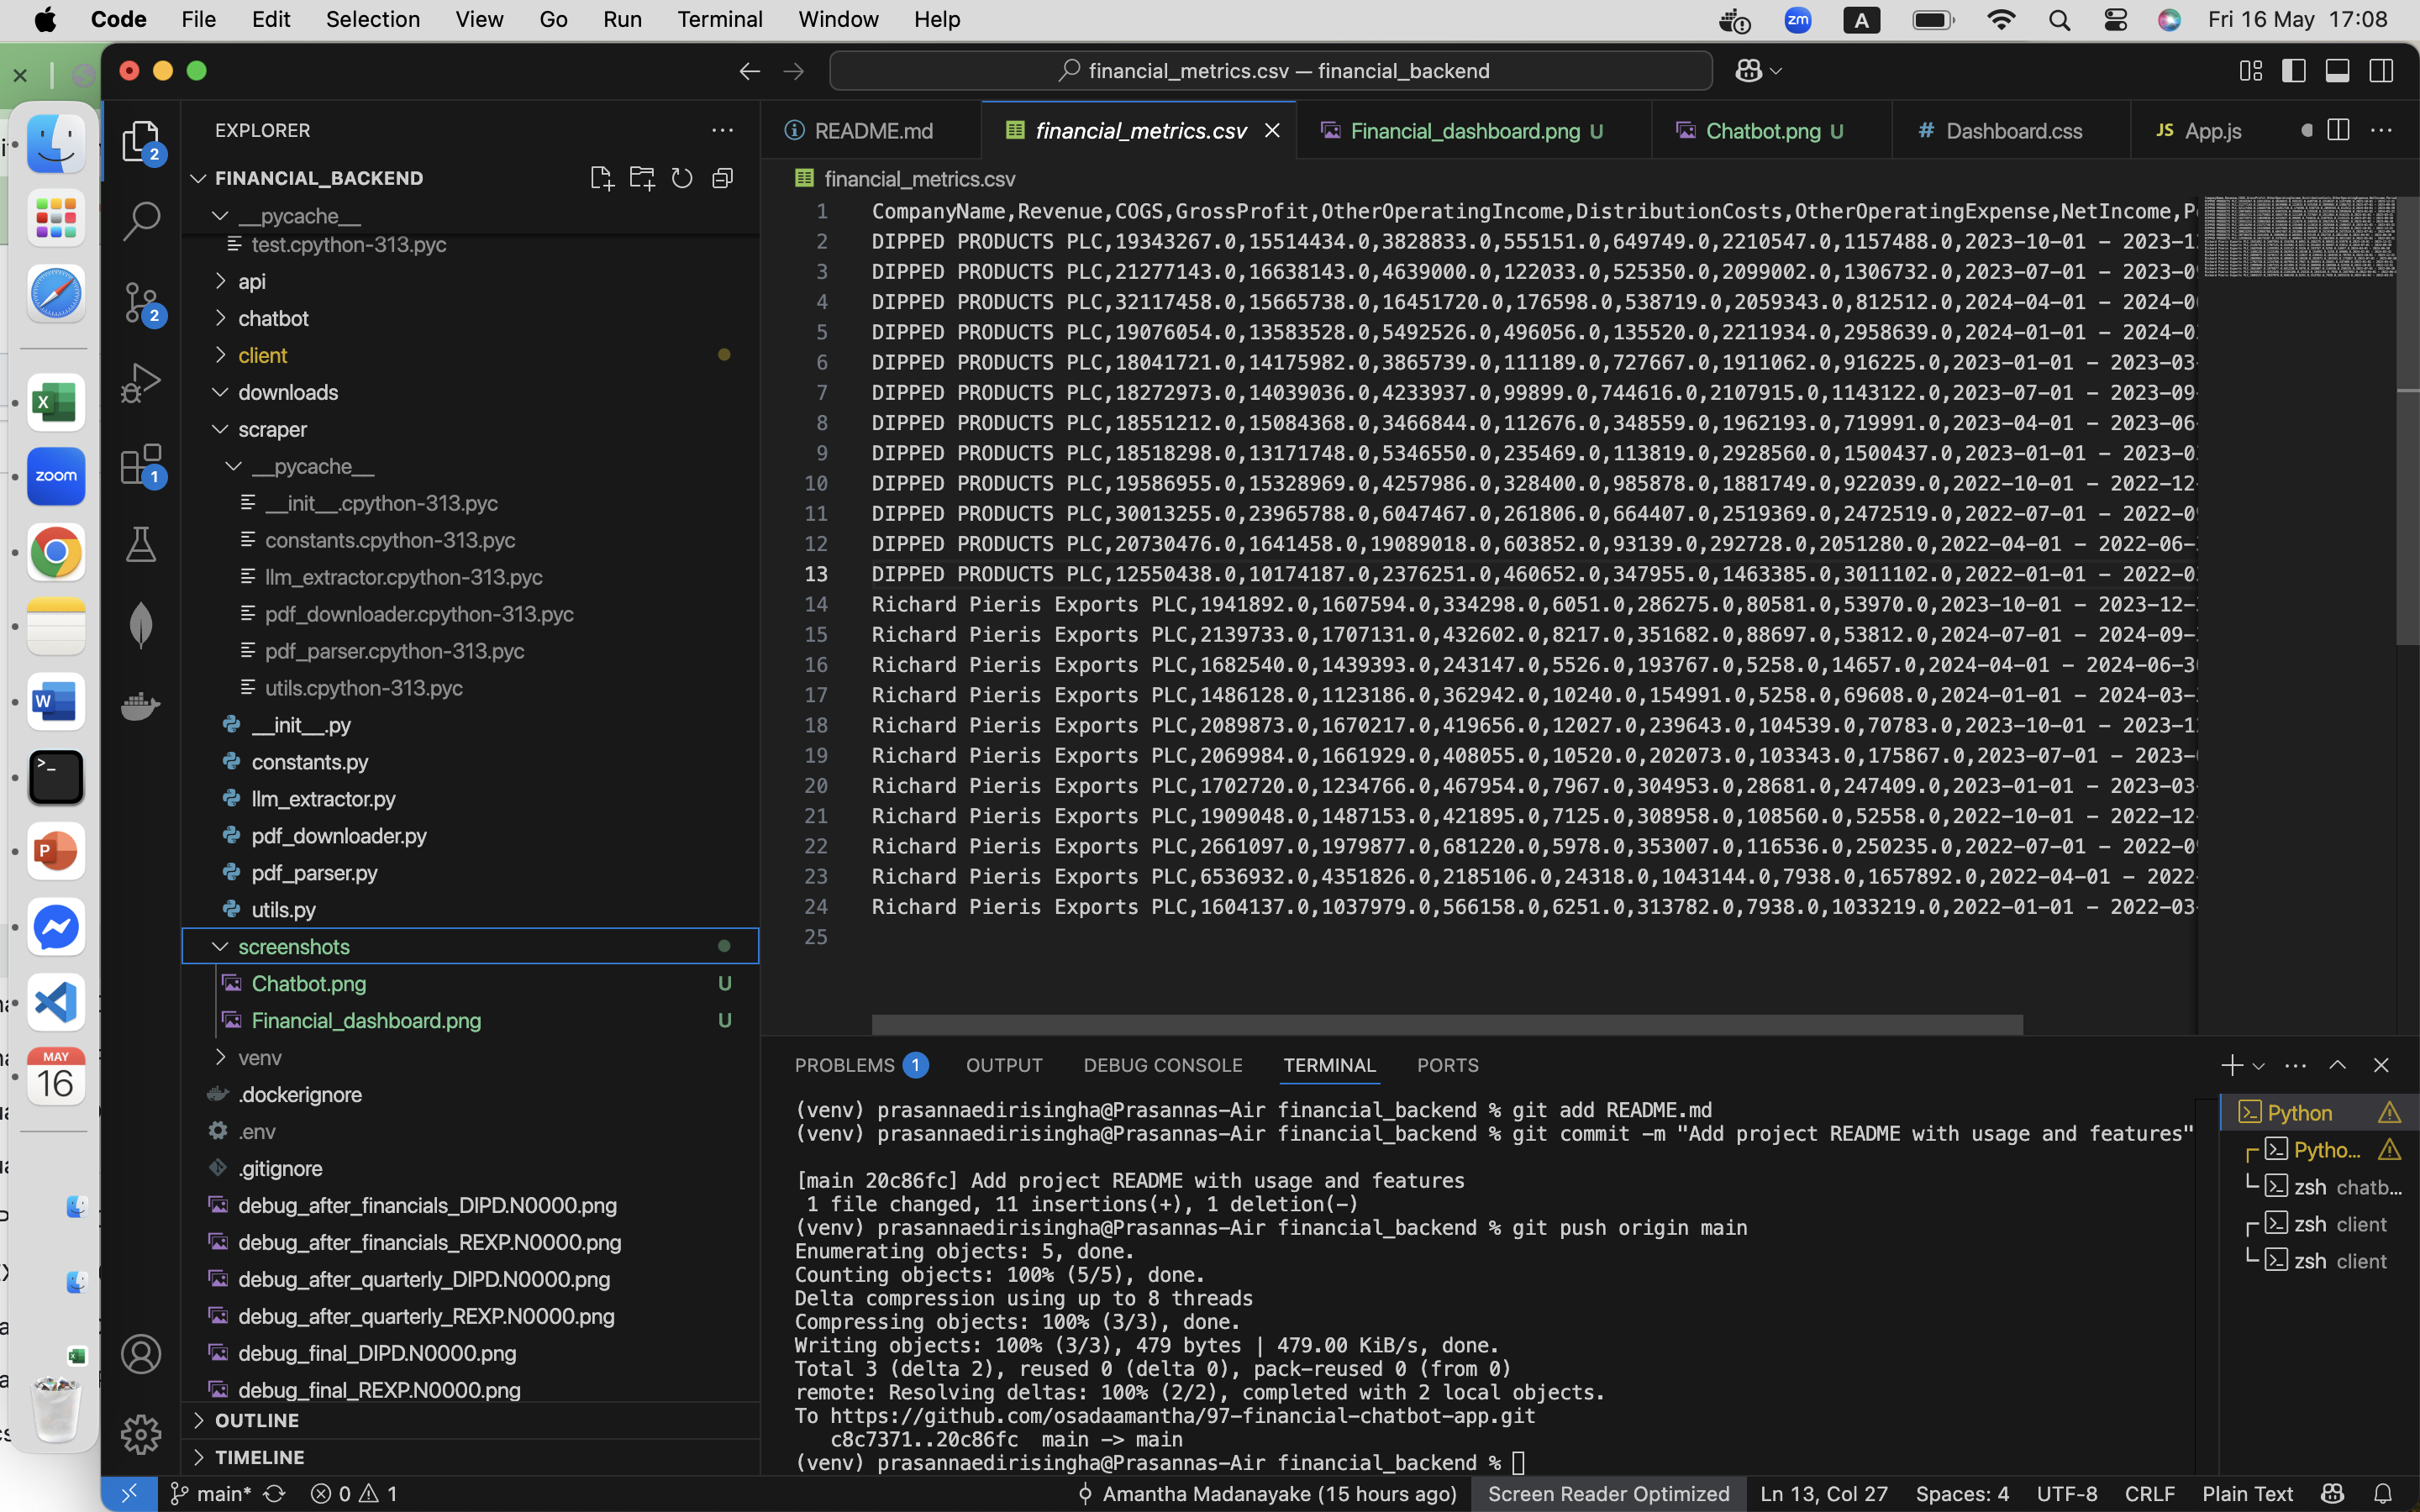 Code File Edit Selection View Go Run Terminal Window Help zm A Fri 16 May 17:08
financial_metrics.csv — financial_backend
EXPLORER
FINANCIAL_BACKEND
__pycache__
test.cpython-313.pyc
api
chatbot
client
downloads
scraper
__pycache__
__init__.cpython-313.pyc
constants.cpython-313.pyc
llm_extractor.cpython-313.pyc
pdf_downloader.cpython-313.pyc
pdf_parser.cpython-313.pyc
utils.cpython-313.pyc
__init__.py
constants.py
llm_extractor.py
pdf_downloader.py
pdf_parser.py
utils.py
screenshots
Chatbot.png U
Financial_dashboard.png U
venv
.dockerignore
.env
.gitignore
debug_after_financials_DIPD.N0000.png
debug_after_financials_REXP.N0000.png
debug_after_quarterly_DIPD.N0000.png
debug_after_quarterly_REXP.N0000.png
debug_final_DIPD.N0000.png
debug_final_REXP.N0000.png
OUTLINE
TIMELINE
2
2
1
zoom
MAY
16
README.md financial_metrics.csv Financial_dashboard.png U Chatbot.png U # Dashboard.css JS App.js
financial_metrics.csv
1 CompanyName,Revenue,COGS,GrossProfit,OtherOperatingIncome,DistributionCosts,OtherOperatingExpense,NetIncome,P
2 DIPPED PRODUCTS PLC,19343267.0,15514434.0,3828833.0,555151.0,649749.0,2210547.0,1157488.0,2023-10-01 - 2023-1
3 DIPPED PRODUCTS PLC,21277143.0,16638143.0,4639000.0,122033.0,525350.0,2099002.0,1306732.0,2023-07-01 - 2023-0
4 DIPPED PRODUCTS PLC,32117458.0,15665738.0,16451720.0,176598.0,538719.0,2059343.0,812512.0,2024-04-01 - 2024-0
5 DIPPED PRODUCTS PLC,19076054.0,13583528.0,5492526.0,496056.0,135520.0,2211934.0,2958639.0,2024-01-01 - 2024-0
6 DIPPED PRODUCTS PLC,18041721.0,14175982.0,3865739.0,111189.0,727667.0,1911062.0,916225.0,2023-01-01 - 2023-03-
7 DIPPED PRODUCTS PLC,18272973.0,14039036.0,4233937.0,99899.0,744616.0,2107915.0,1143122.0,2023-07-01 - 2023-09-
8 DIPPED PRODUCTS PLC,18551212.0,15084368.0,3466844.0,112676.0,348559.0,1962193.0,719991.0,2023-04-01 - 2023-06-
9 DIPPED PRODUCTS PLC,18518298.0,13171748.0,5346550.0,235469.0,113819.0,2928560.0,1500437.0,2023-01-01 - 2023-0
10 DIPPED PRODUCTS PLC,19586955.0,15328969.0,4257986.0,328400.0,985878.0,1881749.0,922039.0,2022-10-01 - 2022-12-
11 DIPPED PRODUCTS PLC,30013255.0,23965788.0,6047467.0,261806.0,664407.0,2519369.0,2472519.0,2022-07-01 - 2022-0
12 DIPPED PRODUCTS PLC,20730476.0,1641458.0,19089018.0,603852.0,93139.0,292728.0,2051280.0,2022-04-01 - 2022-06-
13 DIPPED PRODUCTS PLC,12550438.0,10174187.0,2376251.0,460652.0,347955.0,1463385.0,3011102.0,2022-01-01 - 2022-0
14 Richard Pieris Exports PLC,1941892.0,1607594.0,334298.0,6051.0,286275.0,80581.0,53970.0,2023-10-01 - 2023-12-
15 Richard Pieris Exports PLC,2139733.0,1707131.0,432602.0,8217.0,351682.0,88697.0,53812.0,2024-07-01 - 2024-09-
16 Richard Pieris Exports PLC,1682540.0,1439393.0,243147.0,5526.0,193767.0,5258.0,14657.0,2024-04-01 - 2024-06-3
17 Richard Pieris Exports PLC,1486128.0,1123186.0,362942.0,10240.0,154991.0,5258.0,69608.0,2024-01-01 - 2024-03-
18 Richard Pieris Exports PLC,2089873.0,1670217.0,419656.0,12027.0,239643.0,104539.0,70783.0,2023-10-01 - 2023-1
19 Richard Pieris Exports PLC,2069984.0,1661929.0,408055.0,10520.0,202073.0,103343.0,175867.0,2023-07-01 - 2023-
20 Richard Pieris Exports PLC,1702720.0,1234766.0,467954.0,7967.0,304953.0,28681.0,247409.0,2023-01-01 - 2023-03-
21 Richard Pieris Exports PLC,1909048.0,1487153.0,421895.0,7125.0,308958.0,108560.0,52558.0,2022-10-01 - 2022-12-
22 Richard Pieris Exports PLC,2661097.0,1979877.0,681220.0,5978.0,353007.0,116536.0,250235.0,2022-07-01 - 2022-0
23 Richard Pieris Exports PLC,6536932.0,4351826.0,2185106.0,24318.0,1043144.0,7938.0,1657892.0,2022-04-01 - 2022-
24 Richard Pieris Exports PLC,1604137.0,1037979.0,566158.0,6251.0,313782.0,7938.0,1033219.0,2022-01-01 - 2022-03-
25
PROBLEMS 1 OUTPUT DEBUG CONSOLE TERMINAL PORTS
(venv) prasannaedirisingha@Prasannas-Air financial_backend % git add README.md
(venv) prasannaedirisingha@Prasannas-Air financial_backend % git commit -m "Add project README with usage and features"
[main 20c86fc] Add project README with usage and features
1 file changed, 11 insertions(+), 1 deletion(-)
(venv) prasannaedirisingha@Prasannas-Air financial_backend % git push origin main
Enumerating objects: 5, done.
Counting objects: 100% (5/5), done.
Delta compression using up to 8 threads
Compressing objects: 100% (3/3), done.
Writing objects: 100% (3/3), 479 bytes | 479.00 KiB/s, done.
Total 3 (delta 2), reused 0 (delta 0), pack-reused 0 (from 0)
remote: Resolving deltas: 100% (2/2), completed with 2 local objects.
To https://github.com/osadaamantha/97-financial-chatbot-app.git
c8c7371..20c86fc main -> main
(venv) prasannaedirisingha@Prasannas-Air financial_backend %
Python
Pytho...
zsh chatb...
zsh client
zsh client
main* 0 1 Amantha Madanayake (15 hours ago) Screen Reader Optimized Ln 13, Col 27 Spaces: 4 UTF-8 CRLF Plain Text